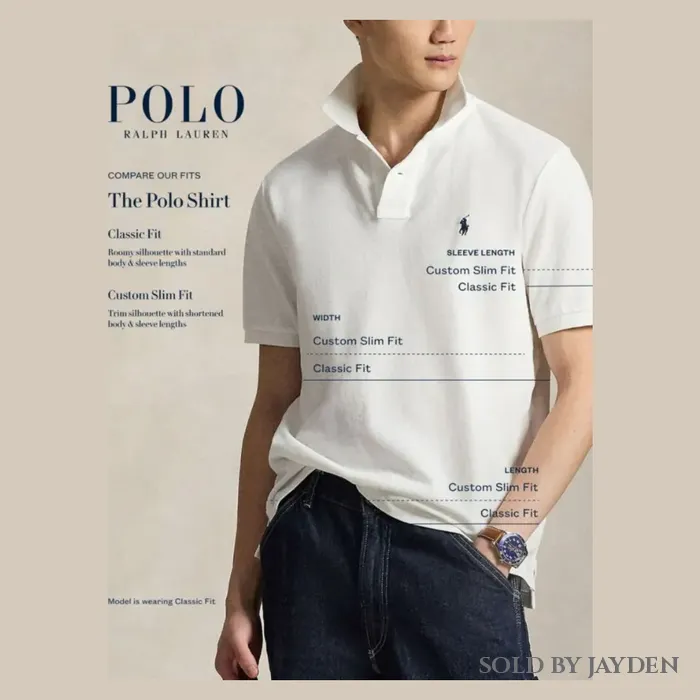 POLO
RALPH LAUREN
COMPARE OUR FITS
The Polo Shirt
Classic Fit
Roomy silhouette with standard
body & sleeve lengths
Custom Slim Fit
Trim silhouette with shortened
body & sleeve lengths
SLEEVE LENGTH
Custom Slim Fit
Classic Fit
WIDTH
Custom Slim Fit
Classic Fit
LENGTH
Custom Slim Fit
Classic Fit
Model is wearing Classic Fit
SOLD BY JAYDEN